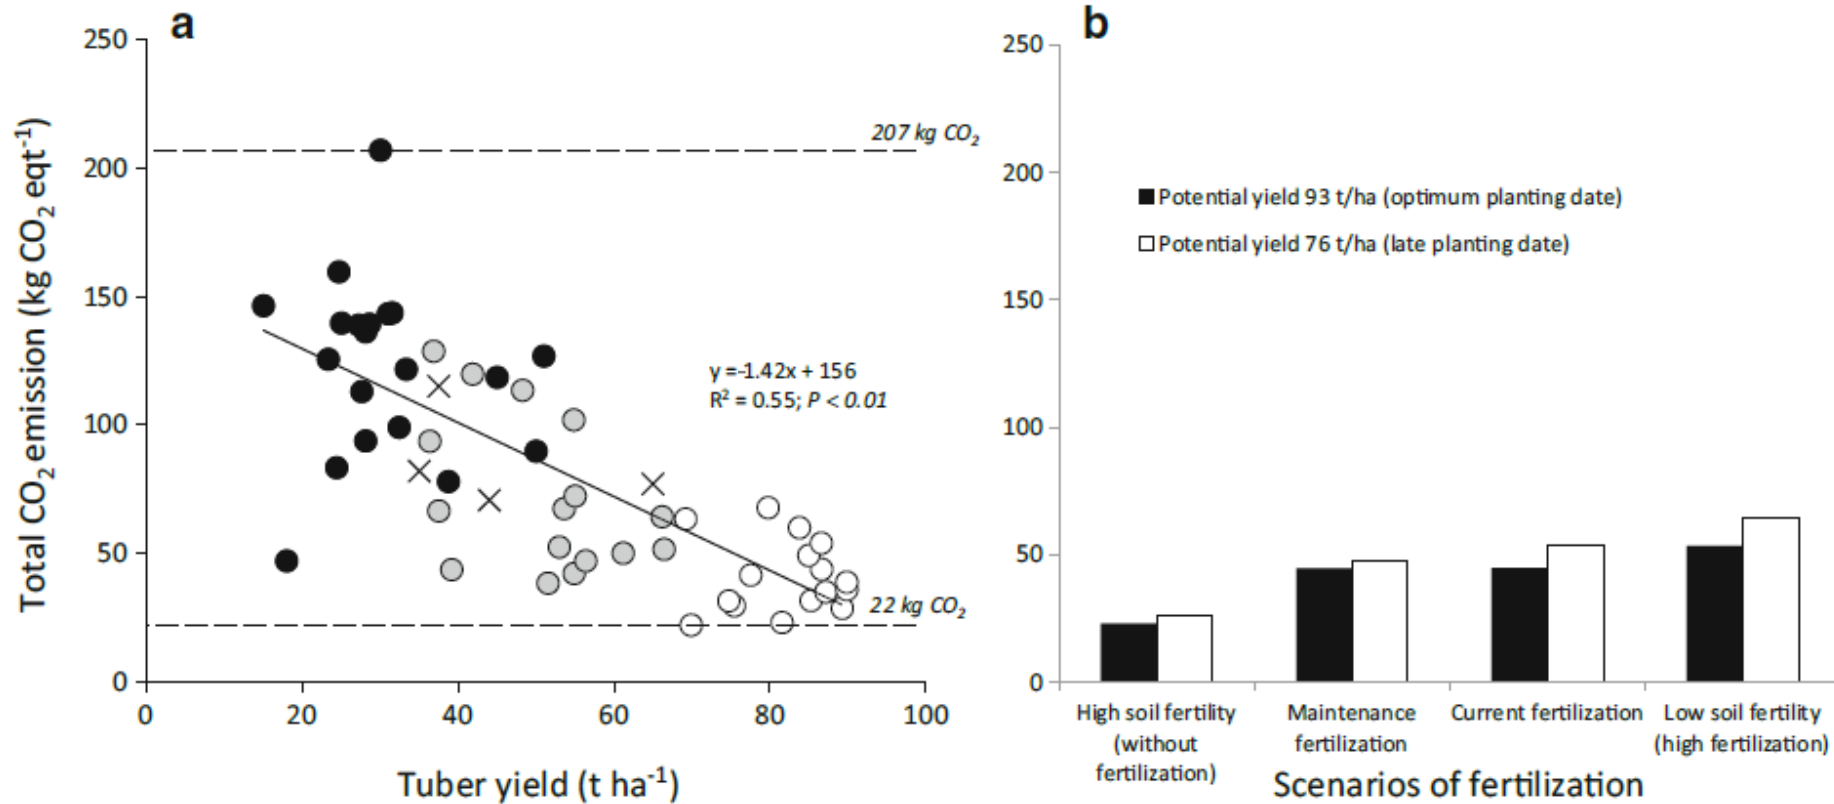 a
250
200
150
100
50
0
0 20 40 60 80 100
Total CO₂ emission (kg CO₂ eqt⁻¹)
Tuber yield (t ha⁻¹)
207 kg CO₂
y =-1.42x + 156
R² = 0.55; P < 0.01
22 kg CO₂
b
250
200
150
100
50
0
Potential yield 93 t/ha (optimum planting date)
Potential yield 76 t/ha (late planting date)
High soil fertility
(without
fertilization)
Maintenance
fertilization
Current fertilization
Low soil fertility
(high fertilization)
Scenarios of fertilization